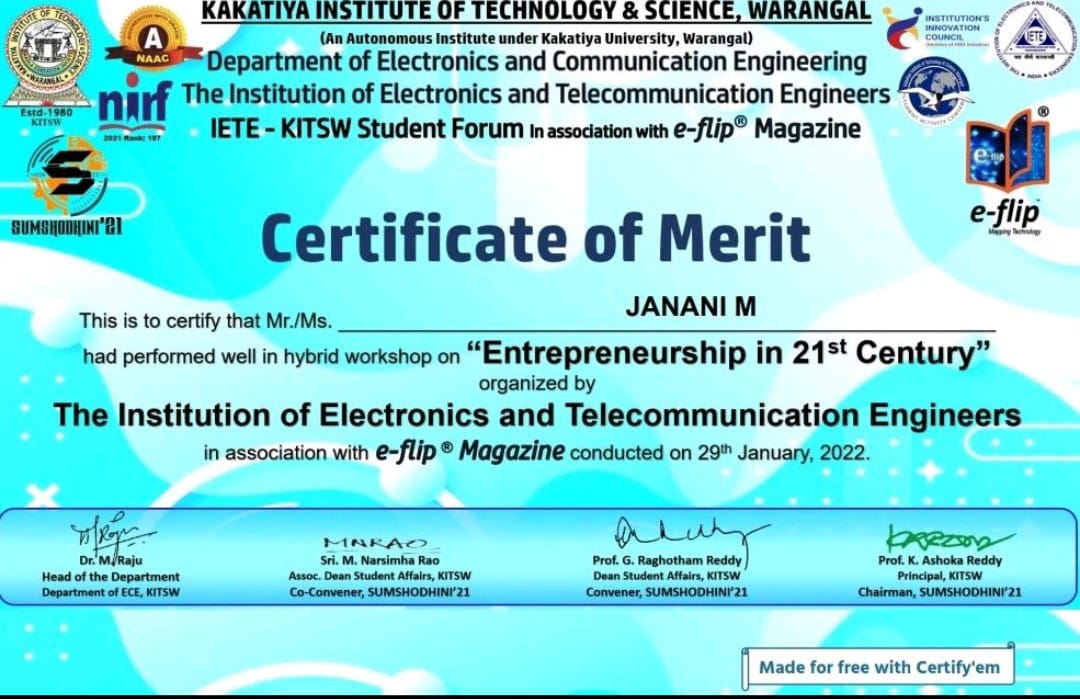 KAKATIYA INSTITUTE OF TECHNOLOGY & SCIENCE, WARANGAL
(An Autonomous Institute under Kakatiya University, Warangal)
Department of Electronics and Communication Engineering
The Institution of Electronics and Telecommunication Engineers
IETE - KITSW Student Forum In association with e-flip® Magazine
Estd-1980
KITSW
A
NAAC
nirf
2021 Rank: 197
S
SUMSHODHINI'21
INSTITUTION'S
INNOVATION
COUNCIL
(Ministry of HRD Initiative)
IETE
®
e-flip
e-flip
Mapping Technology
Certificate of Merit
This is to certify that Mr./Ms. JANANI M
had performed well in hybrid workshop on “Entrepreneurship in 21st Century”
organized by
The Institution of Electronics and Telecommunication Engineers
in association with e-flip ® Magazine conducted on 29th January, 2022.
MNRAO
Dr. M. Raju
Head of the Department
Department of ECE, KITSW
Sri. M. Narsimha Rao
Assoc. Dean Student Affairs, KITSW
Co-Convener, SUMSHODHINI'21
Prof. G. Raghotham Reddy
Dean Student Affairs, KITSW
Convener, SUMSHODHINI'21
Prof. K. Ashoka Reddy
Principal, KITSW
Chairman, SUMSHODHINI'21
Made for free with Certify'em